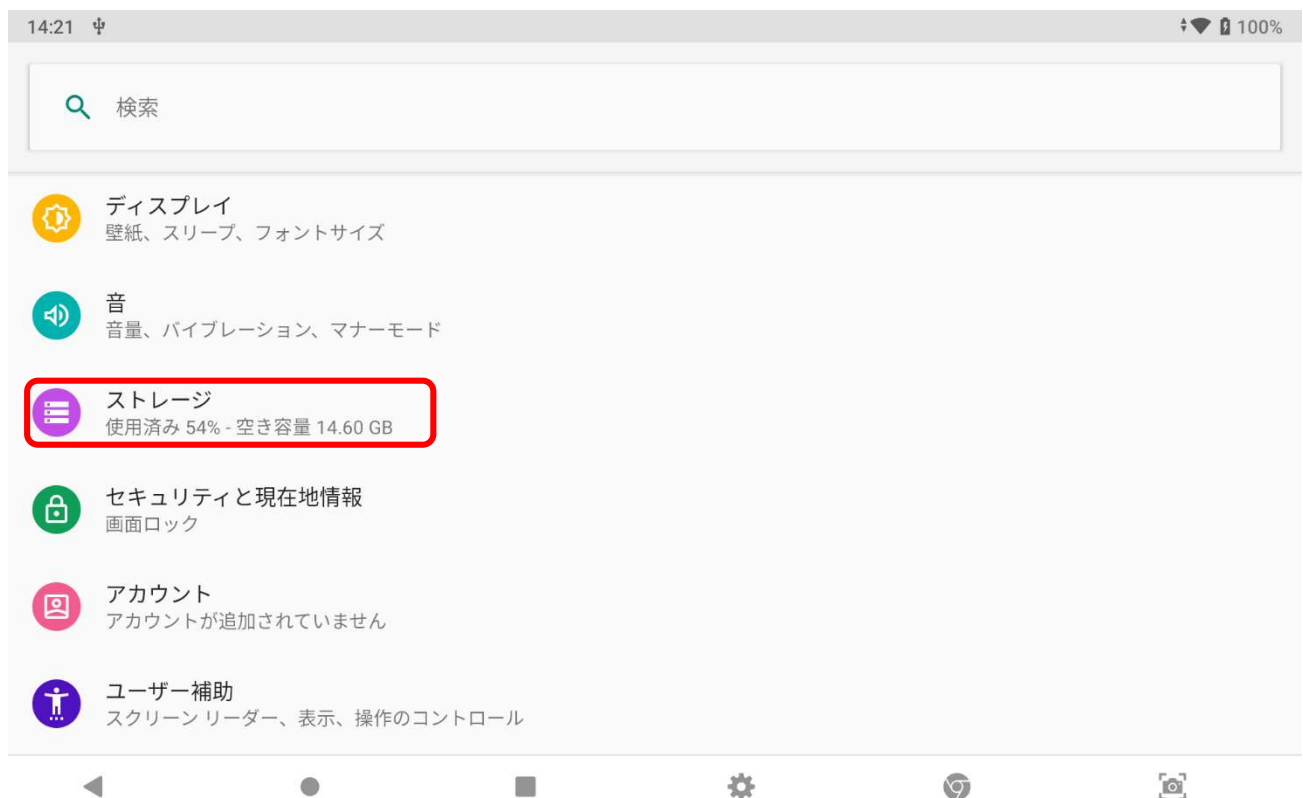 14:21
100%
検索
ディスプレイ
壁紙、スリープ、フォントサイズ
音
音量、バイブレーション、マナーモード
ストレージ
使用済み 54% - 空き容量 14.60 GB
セキュリティと現在地情報
画面ロック
アカウント
アカウントが追加されていません
ユーザー補助
スクリーン リーダー、表示、操作のコントロール